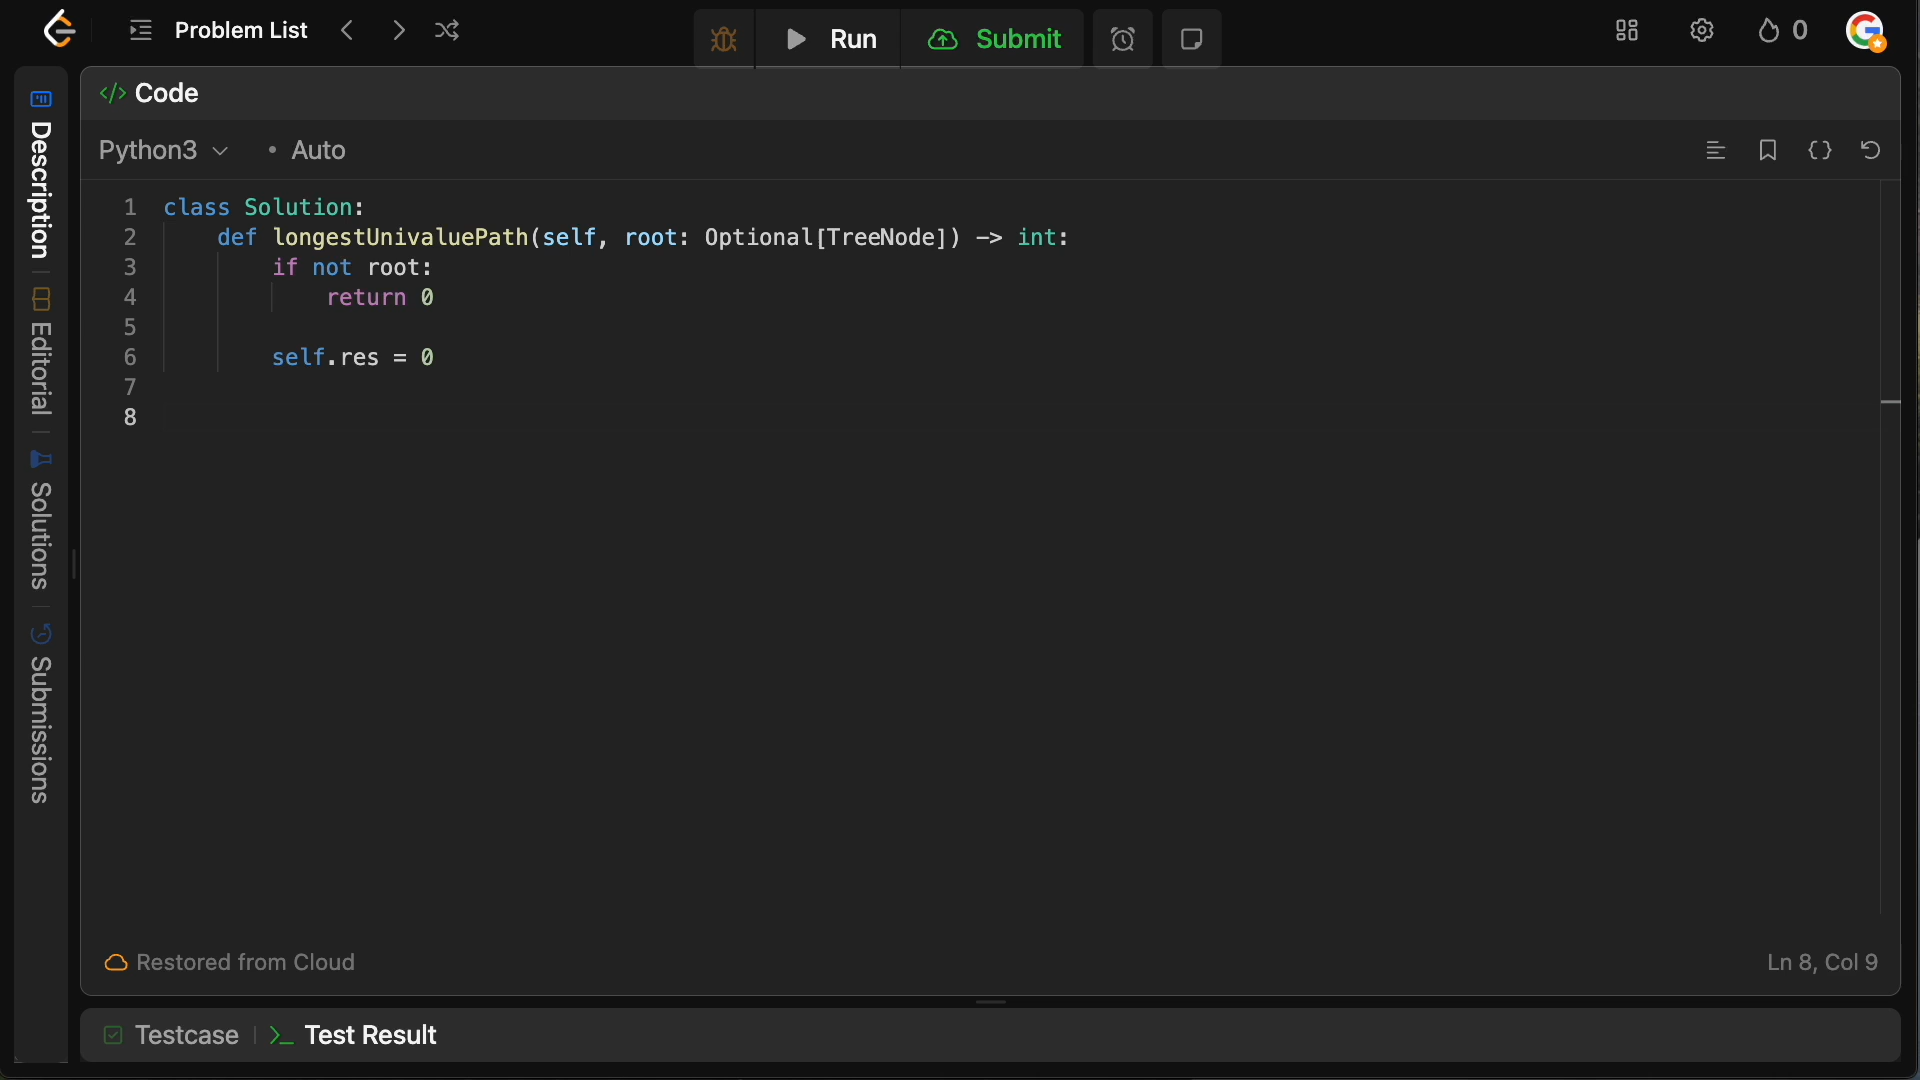 Problem List
Run
Submit
0
Description
Editorial
Solutions
Submissions
</> Code
Python3 • Auto
1 class Solution:
2     def longestUnivaluePath(self, root: Optional[TreeNode]) -> int:
3         if not root:
4             return 0
5
6         self.res = 0
7
8
Restored from Cloud
Ln 8, Col 9
Testcase
>_ Test Result